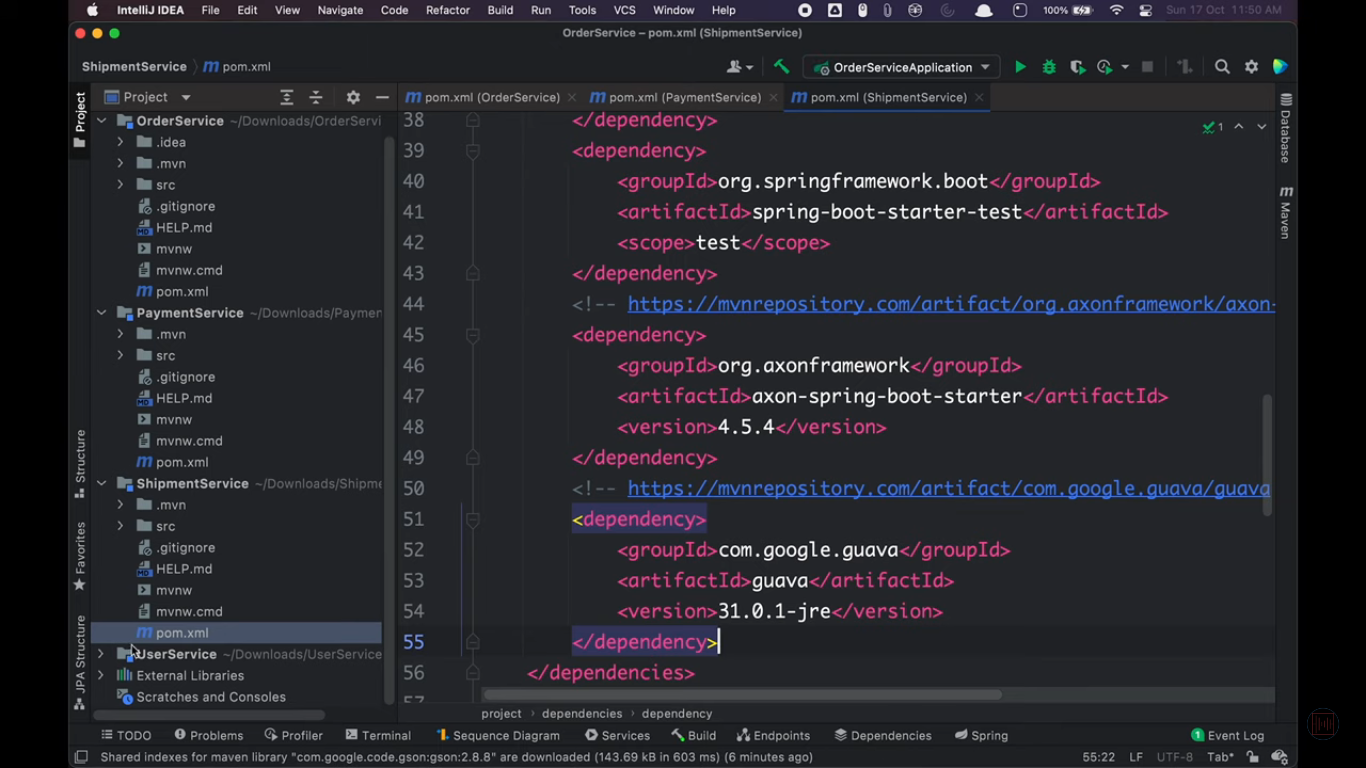 IntelliJ IDEA File Edit View Navigate Code Refactor Build Run Tools VCS Window Help 100% Sun 17 Oct 11:50 AM
OrderService – pom.xml (ShipmentService)
ShipmentService pom.xml OrderServiceApplication
Project pom.xml (OrderService) pom.xml (PaymentService) pom.xml (ShipmentService)
OrderService ~/Downloads/OrderServi
.idea
.mvn
src
.gitignore
HELP.md
mvnw
mvnw.cmd
pom.xml
PaymentService ~/Downloads/Paymen
.mvn
src
.gitignore
HELP.md
mvnw
mvnw.cmd
pom.xml
ShipmentService ~/Downloads/Shipme
.mvn
src
.gitignore
HELP.md
mvnw
mvnw.cmd
pom.xml
UserService ~/Downloads/UserService
External Libraries
Scratches and Consoles
Project
Structure
Favorites
JPA Structure
38 </dependency>
39 <dependency>
40 <groupId>org.springframework.boot</groupId>
41 <artifactId>spring-boot-starter-test</artifactId>
42 <scope>test</scope>
43 </dependency>
44 <!-- https://mvnrepository.com/artifact/org.axonframework/axon-
45 <dependency>
46 <groupId>org.axonframework</groupId>
47 <artifactId>axon-spring-boot-starter</artifactId>
48 <version>4.5.4</version>
49 </dependency>
50 <!-- https://mvnrepository.com/artifact/com.google.guava/guava
51 <dependency>
52 <groupId>com.google.guava</groupId>
53 <artifactId>guava</artifactId>
54 <version>31.0.1-jre</version>
55 </dependency>
56 </dependencies>
57
1
Database
Maven
project dependencies dependency
TODO Problems Profiler Terminal Sequence Diagram Services Build Endpoints Dependencies Spring 1 Event Log
Shared indexes for maven library "com.google.code.gson:gson:2.8.8" are downloaded (143.69 kB in 603 ms) (6 minutes ago) 55:22 LF UTF-8 Tab*